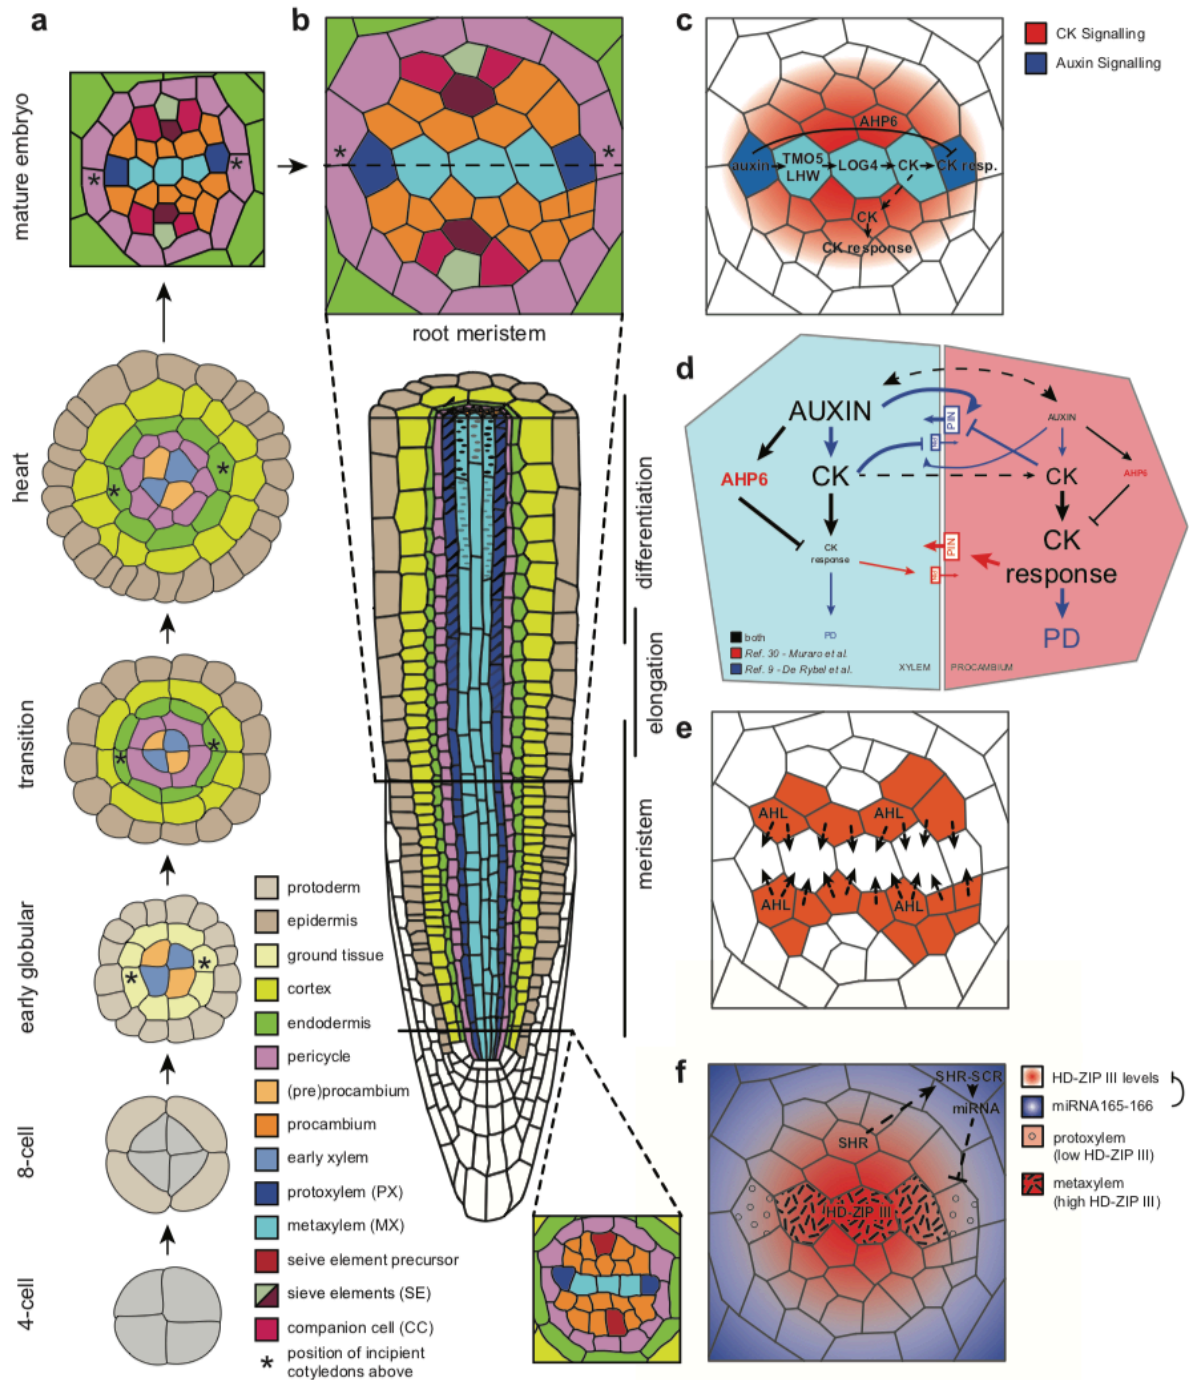 a
mature embryo
*
*
heart
*
*
transition
*
*
early globular
*
*
8-cell
4-cell
protoderm
epidermis
ground tissue
cortex
endodermis
pericycle
(pre)procambium
procambium
early xylem
protoxylem (PX)
metaxylem (MX)
seive element precursor
sieve elements (SE)
companion cell (CC)
* position of incipient
cotyledons above
b
*
*
root meristem
differentiation
elongation
meristem
c
CK Signalling
Auxin Signalling
AHP6
auxin
TMO5
LHW
LOG4
CK
CK resp.
CK
CK response
d
AUXIN
AHP6
CK
CK
response
PD
PIN
PIN
AUXIN
AHP6
CK
CK
response
PD
PIN
PIN
both
Ref. 30 - Muraro et al.
Ref. 9 - De Rybel et al.
XYLEM
PROCAMBIUM
e
AHL
AHL
AHL
AHL
f
SHR-SCR
miRNA
SHR
HD-ZIP III
HD-ZIP III levels
miRNA165-166
protoxylem
(low HD-ZIP III)
metaxylem
(high HD-ZIP III)